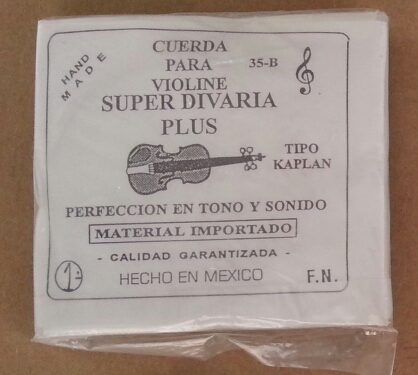 HAND
MADE
CUERDA
PARA
35-B
VIOLINE
SUPER DIVARIA
PLUS
TIPO
KAPLAN
PERFECCION EN TONO Y SONIDO
MATERIAL IMPORTADO
- CALIDAD GARANTIZADA -
1a
HECHO EN MEXICO
F.N.